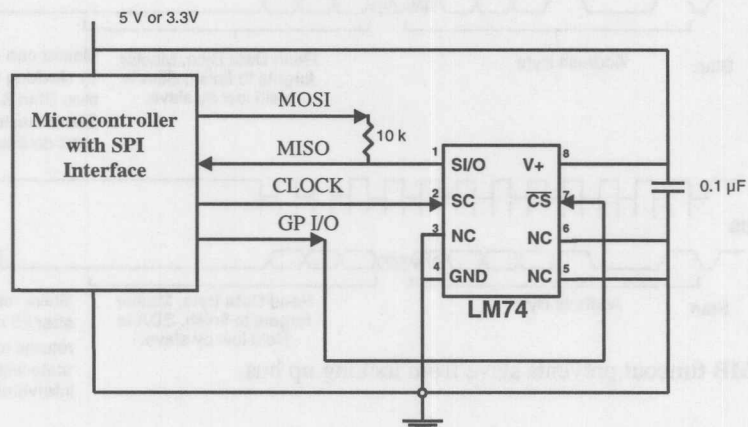 5 V or 3.3V
Microcontroller
with SPI
Interface
MOSI
10 k
MISO
CLOCK
GP I/O
1 SI/O V+ 8
2 SC CS 7
3 NC NC 6
4 GND NC 5
LM74
0.1 µF